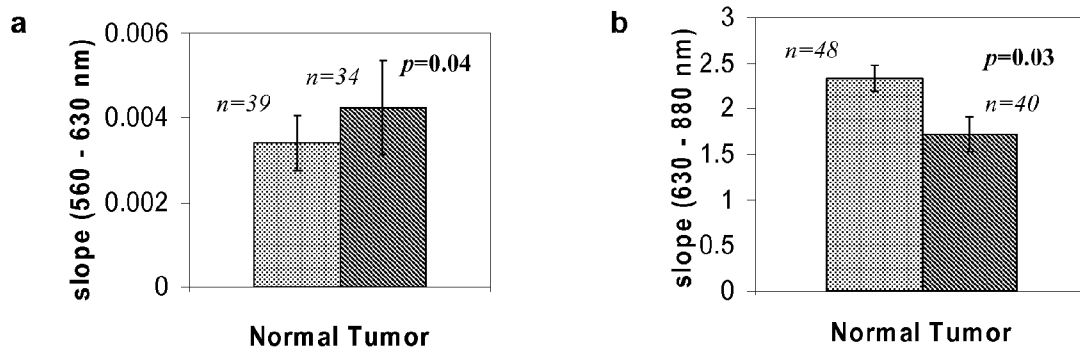 a
slope (560 - 630 nm)
0.006
0.004
0.002
0
n=39
n=34
p=0.04
Normal Tumor
b
slope (630 - 880 nm)
3
2.5
2
1.5
1
0.5
0
n=48
p=0.03
n=40
Normal Tumor